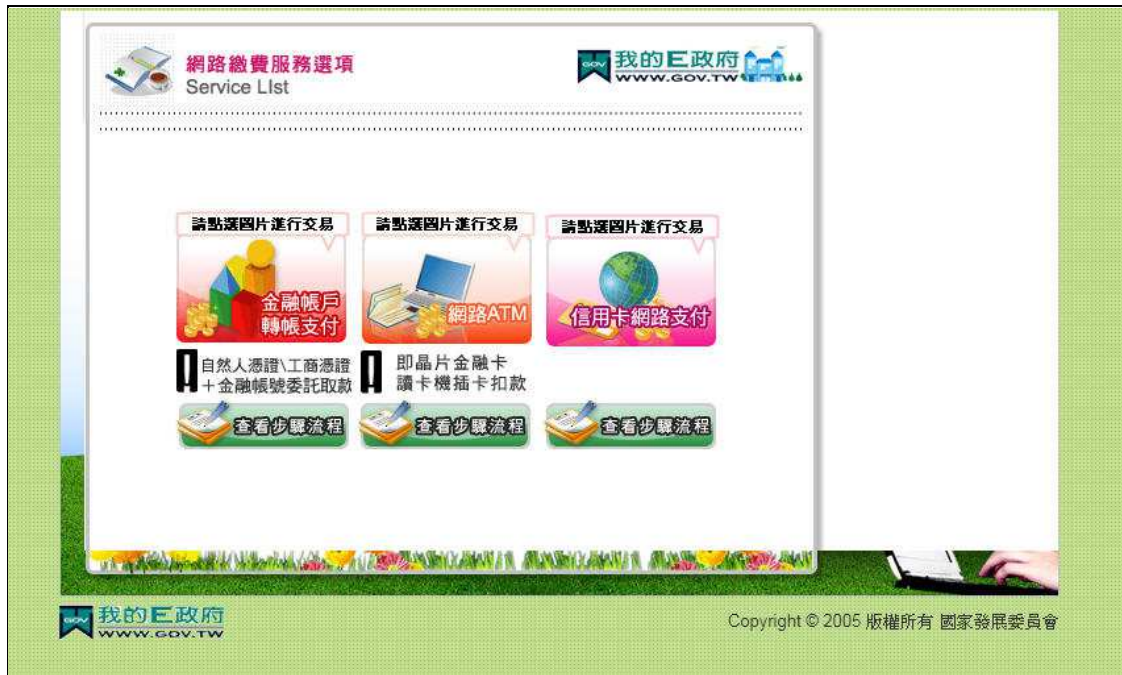 網路繳費服務選項
Service LIst
GOV 我的E政府
WWW.GOV.TW
請點選圖片進行交易
金融帳戶
轉帳支付
自然人憑證\工商憑證
＋金融帳號委託取款
查看步驟流程
請點選圖片進行交易
網路ATM
即晶片金融卡
讀卡機插卡扣款
查看步驟流程
請點選圖片進行交易
信用卡網路支付
查看步驟流程
GOV 我的E政府
WWW.GOV.TW
Copyright © 2005 版權所有 國家發展委員會